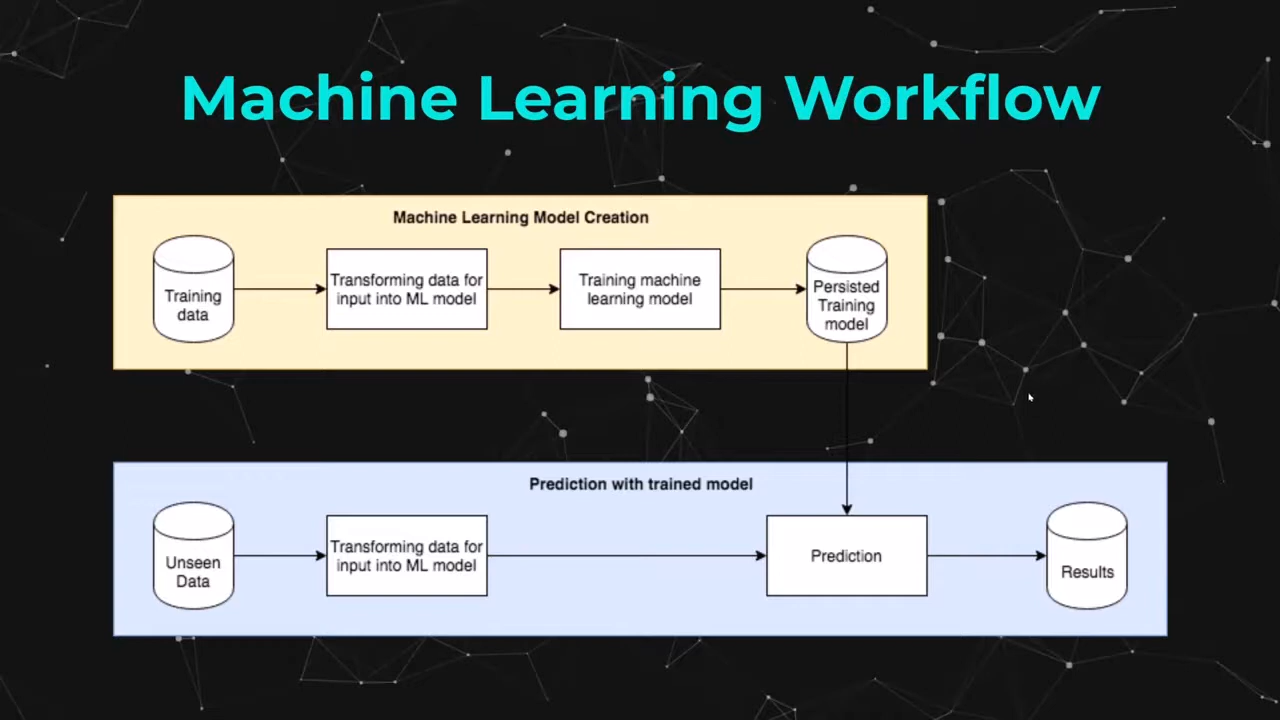 Machine Learning Workflow
Machine Learning Model Creation
Training
data
Transforming data for
input into ML model
Training machine
learning model
Persisted
Training
model
Prediction with trained model
Unseen
Data
Transforming data for
input into ML model
Prediction
Results